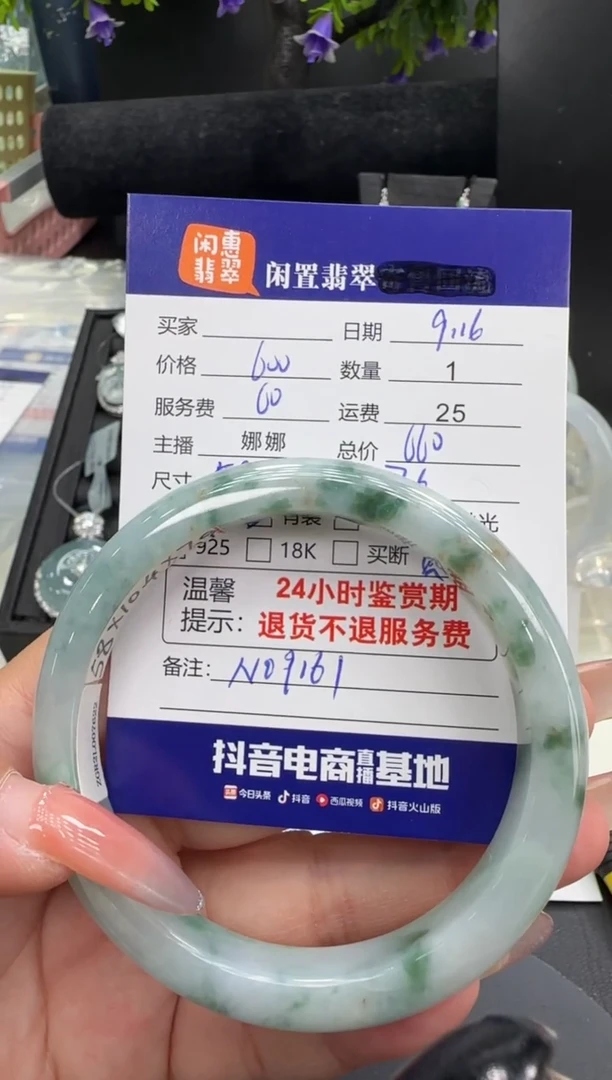 闲惠
翡翠
闲置翡翠
买家
日期 9.16
价格 600
数量 1
服务费 60
运费 25
主播 娜娜
总价 660
尺寸
925 18K 买断
温馨提示：
24小时鉴赏期
退货不退服务费
备注： N09161
抖音电商直播基地
今日头条 抖音 西瓜视频 抖音火山版